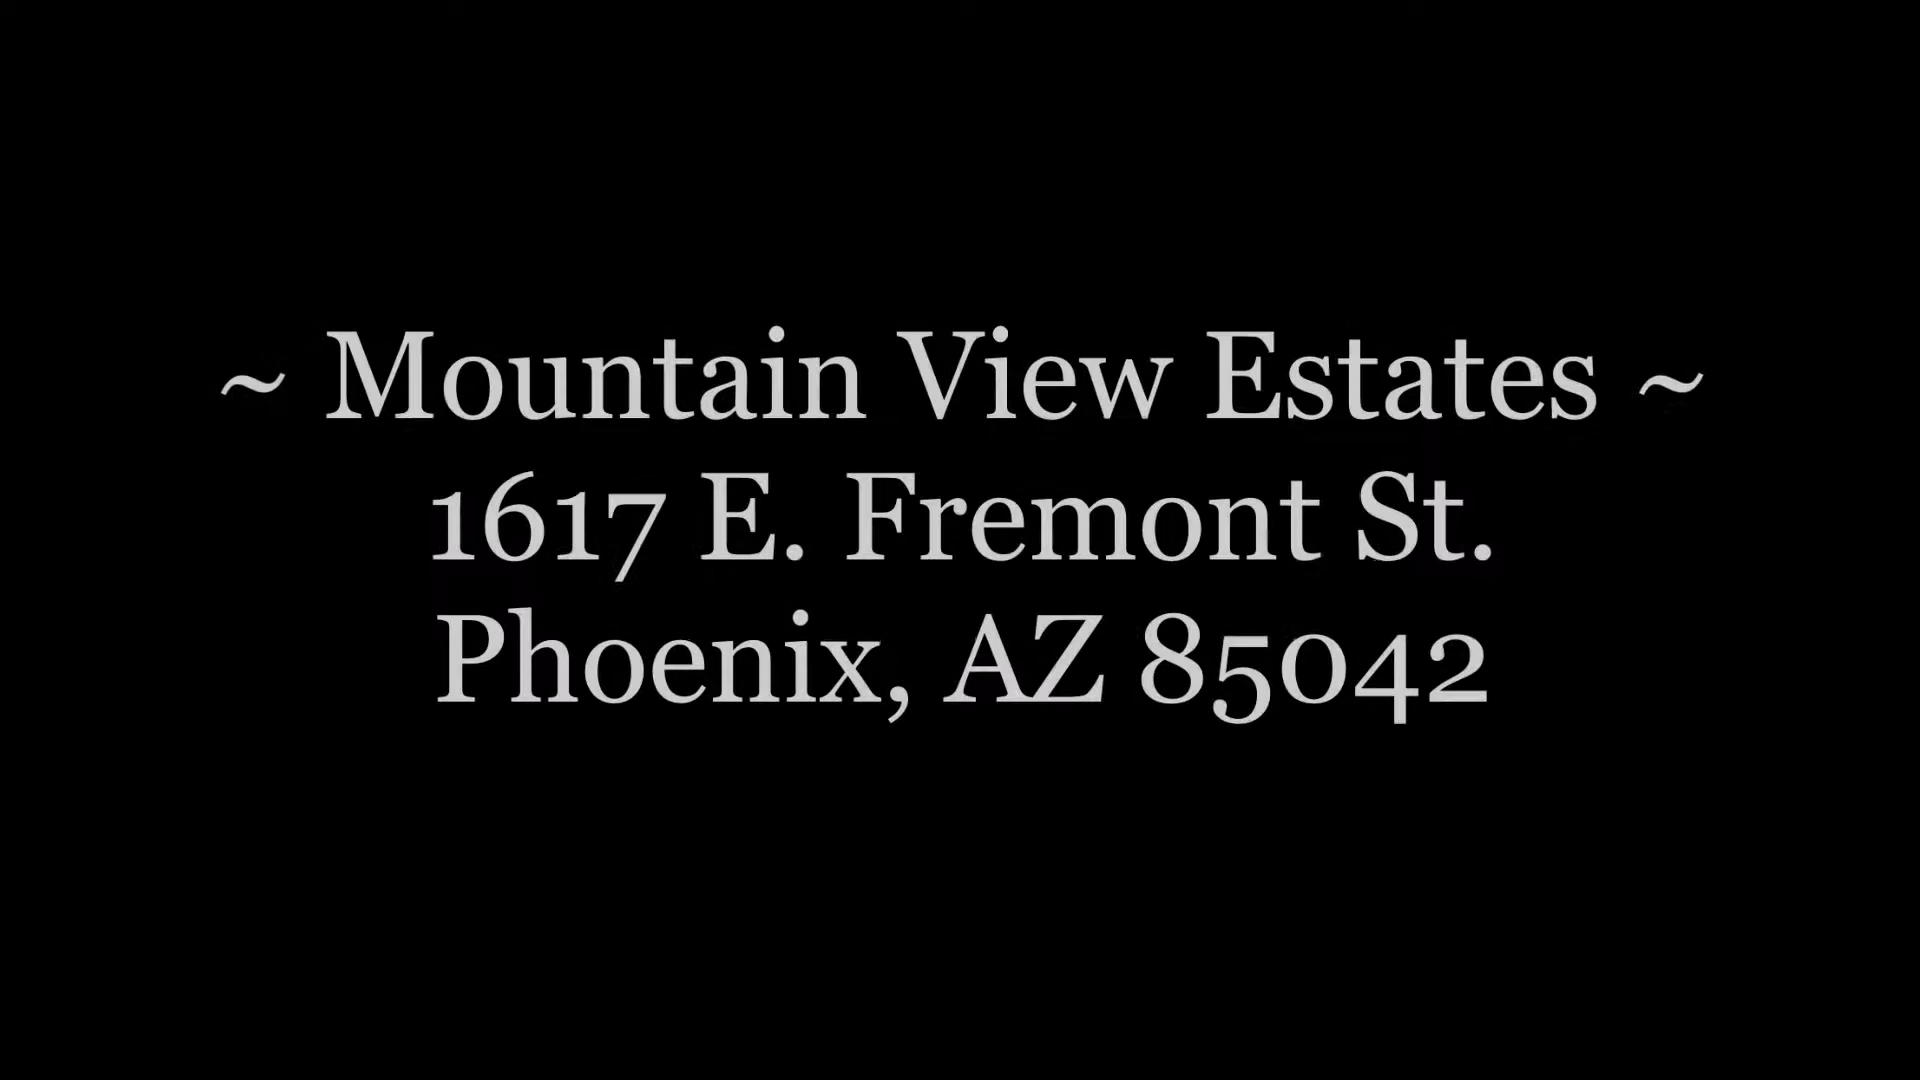 ~ Mountain View Estates ~
1617 E. Fremont St.
Phoenix, AZ 85042